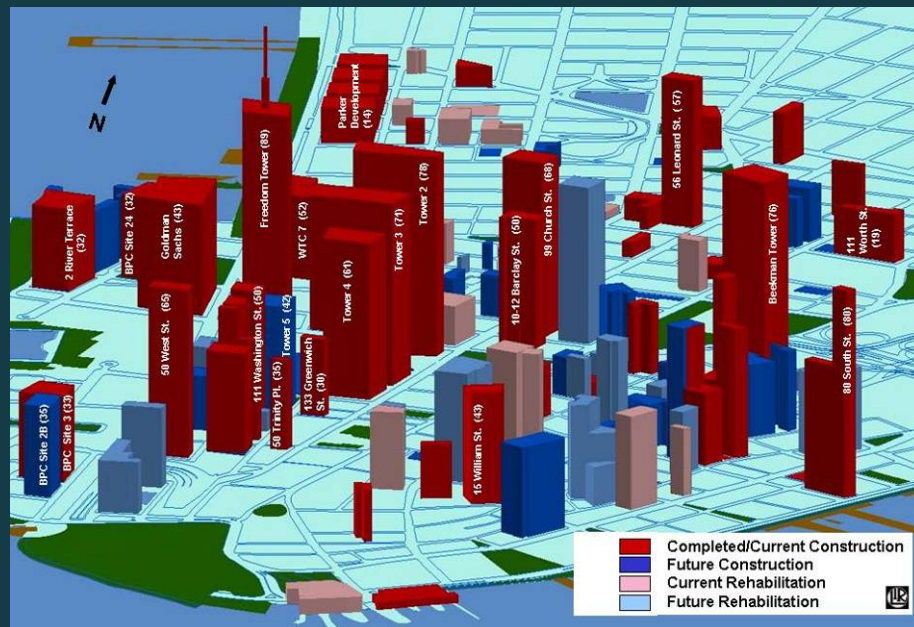 N
Parker
Development
(14)
Freedom Tower (89)
WTC 7 (52)
Tower 2 (78)
Tower 3 (71)
Tower 4 (61)
Tower 5 (42)
2 River Terrace
(32)
BPC Site 24 (32)
Goldman
Sachs (43)
50 West St. (65)
111 Washington St.(50)
50 Trinity Pl. (35)
133 Greenwich
St. (30)
BPC Site 2B (35)
BPC Site 3 (33)
15 William St. (43)
10-12 Barclay St. (58)
99 Church St. (68)
56 Leonard St. (57)
Beekman Tower (76)
111
Worth St.
(19)
80 South St. (80)
Completed/Current Construction
Future Construction
Current Rehabilitation
Future Rehabilitation